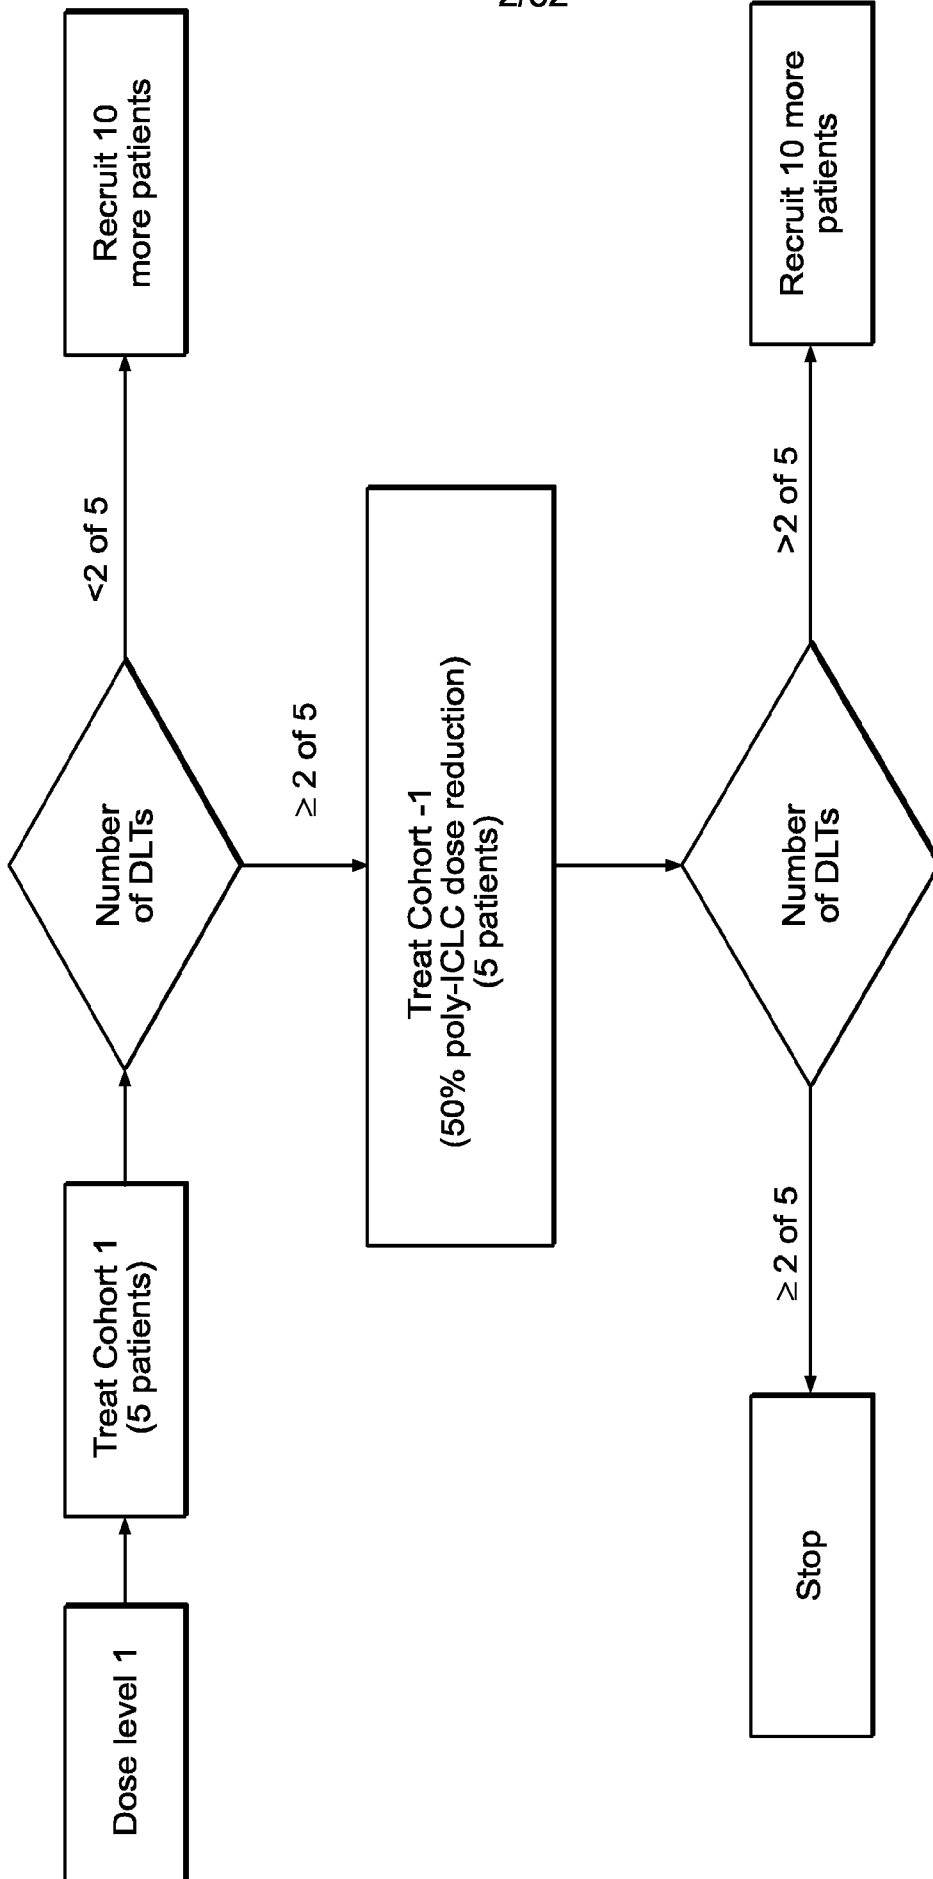 2/62
Dose level 1
Treat Cohort 1
(5 patients)
Number
of DLTs
<2 of 5
Recruit 10
more patients
≥ 2 of 5
Treat Cohort -1
(50% poly-ICLC dose reduction)
(5 patients)
Number
of DLTs
≥ 2 of 5
Stop
>2 of 5
Recruit 10 more
patients